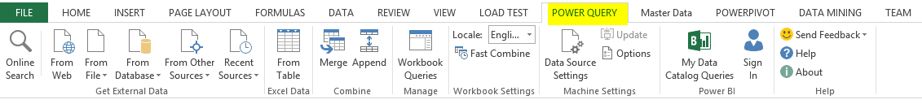 FILE HOME INSERT PAGE LAYOUT FORMULAS DATA REVIEW VIEW LOAD TEST POWER QUERY Master Data POWERPIVOT DATA MINING TEAM
Online Search
From Web
From File
From Database
From Other Sources
Recent Sources
Get External Data
From Table
Excel Data
Merge
Append
Combine
Workbook Queries
Manage
Locale: Engli...
Fast Combine
Workbook Settings
Data Source Settings
Update
Options
Machine Settings
My Data Catalog Queries
Sign In
Power BI
Send Feedback
Help
About
Help